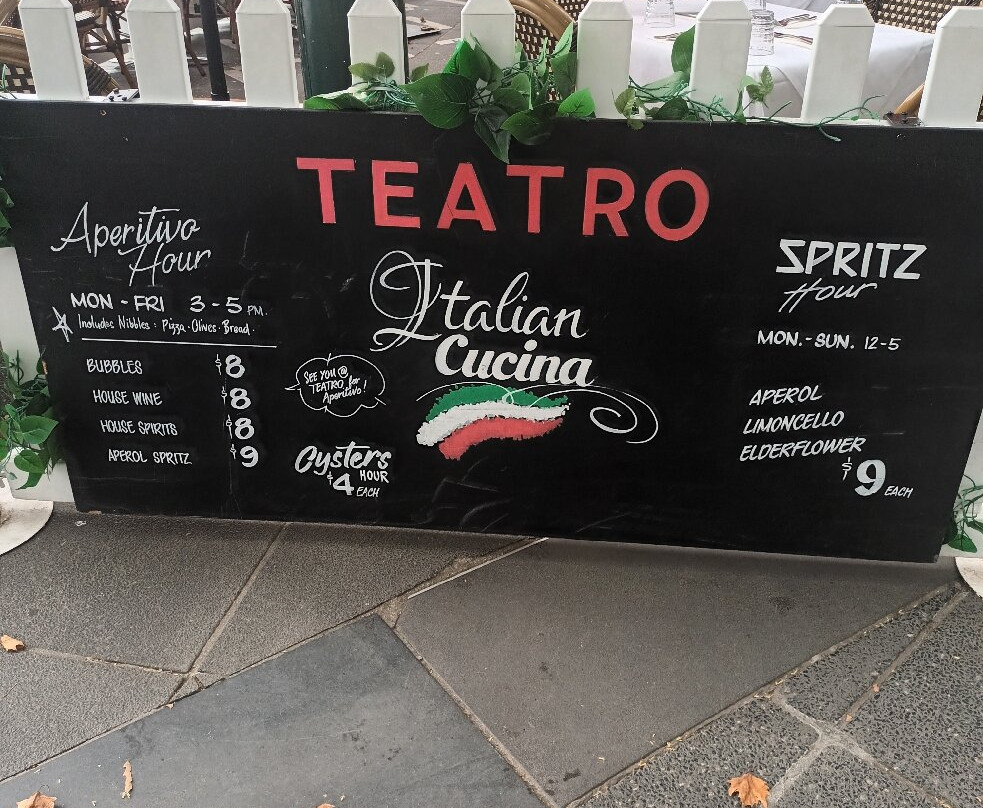 TEATRO
Aperitivo
Hour
MON - FRI 3 - 5 PM.
Includes Nibbles: Pizza · Olives · Bread.
BUBBLES $8
HOUSE WINE $8
HOUSE SPIRITS $8
APEROL SPRITZ $9
Italian
Cucina
SEE YOU @
TEATRO for
Aperitivo!
Oysters
HOUR
$4 EACH
SPRITZ
Hour
MON.-SUN. 12-5
APEROL
LIMONCELLO
ELDERFLOWER
$9 EACH